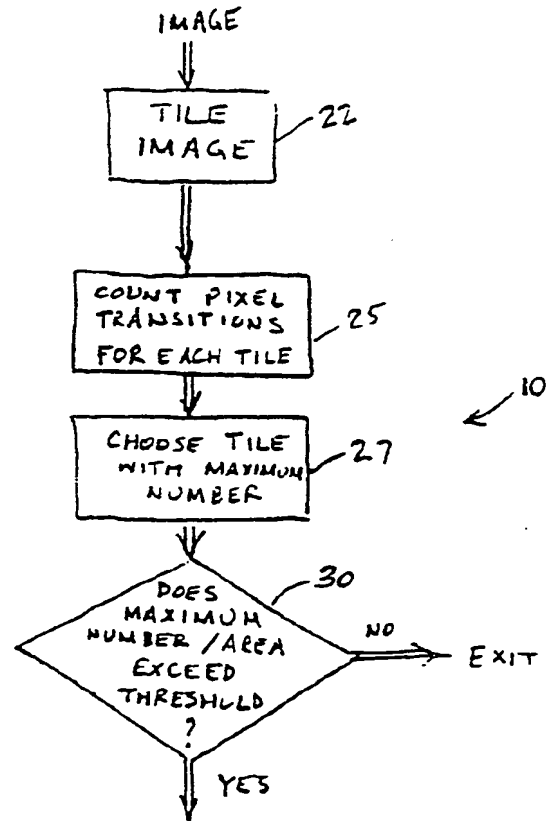 IMAGE
TILE
IMAGE
22
COUNT PIXEL
TRANSITIONS
FOR EACH TILE
25
10
CHOOSE TILE
WITH MAXIMUM
NUMBER
27
30
DOES
MAXIMUM
NUMBER / AREA
EXCEED
THRESHOLD
?
NO
EXIT
YES